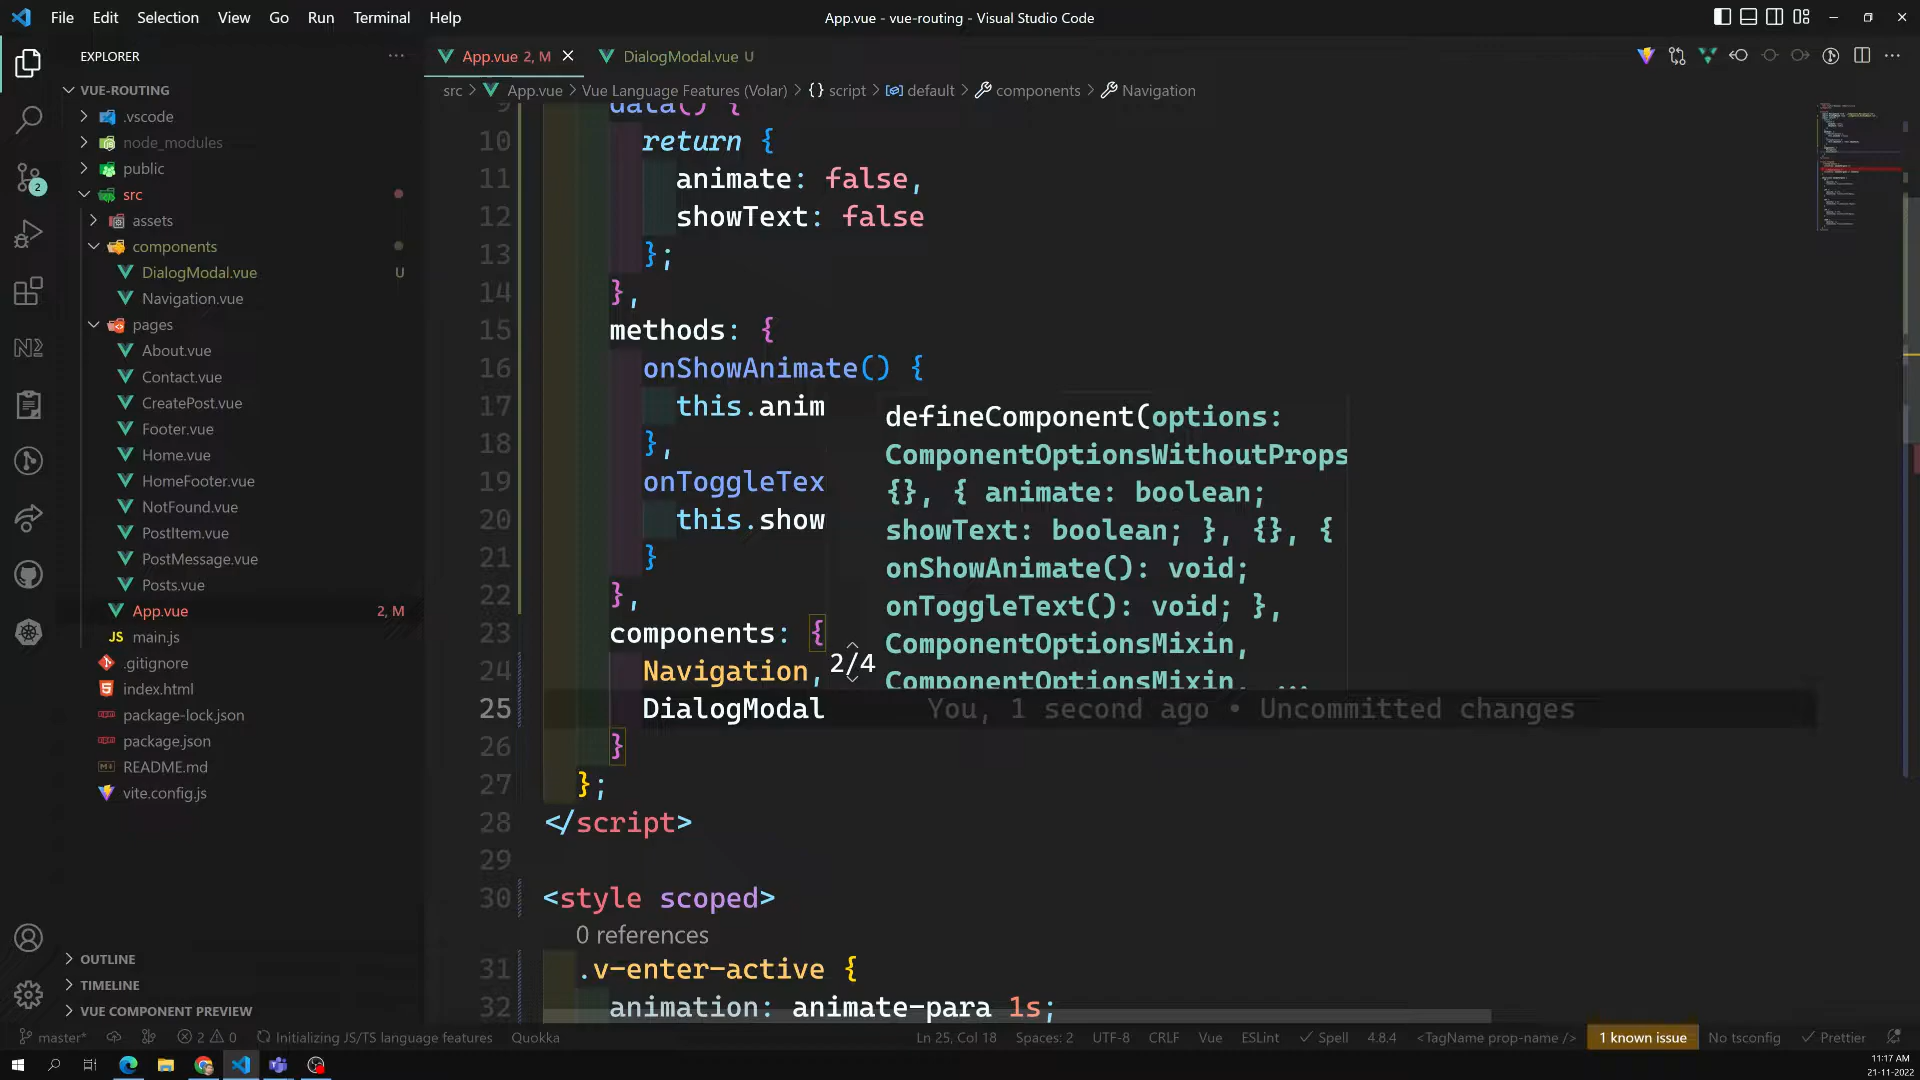 File Edit Selection View Go Run Terminal Help
App.vue - vue-routing - Visual Studio Code
EXPLORER
VUE-ROUTING
.vscode
node_modules
public
src
assets
components
DialogModal.vue U
Navigation.vue
pages
About.vue
Contact.vue
CreatePost.vue
Footer.vue
Home.vue
HomeFooter.vue
NotFound.vue
PostItem.vue
PostMessage.vue
Posts.vue
App.vue 2, M
JS main.js
.gitignore
index.html
package-lock.json
package.json
README.md
vite.config.js
OUTLINE
TIMELINE
VUE COMPONENT PREVIEW
2
App.vue 2, M
DialogModal.vue U
src > App.vue > Vue Language Features (Volar) > {} script > default > components > Navigation
9 data() {
10 return {
11 animate: false,
12 showText: false
13 };
14 },
15 methods: {
16 onShowAnimate() {
17 this.anim
18 },
19 onToggleTex
20 this.show
21 }
22 },
23 components: {
24 Navigation,
25 DialogModal You, 1 second ago • Uncommitted changes
26 }
27 };
28 </script>
29
30 <style scoped>
0 references
31 .v-enter-active {
32 animation: animate-para 1s;
2/4
defineComponent(options:
ComponentOptionsWithoutProps
{}, { animate: boolean;
showText: boolean; }, {}, {
onShowAnimate(): void;
onToggleText(): void; },
ComponentOptionsMixin,
ComponentOptionsMixin, ...
master* 2 0 Initializing JS/TS language features Quokka
Ln 25, Col 18 Spaces: 2 UTF-8 CRLF Vue ESLint Spell 4.8.4 <TagName prop-name /> 1 known issue No tsconfig Prettier
11:17 AM
21-11-2022